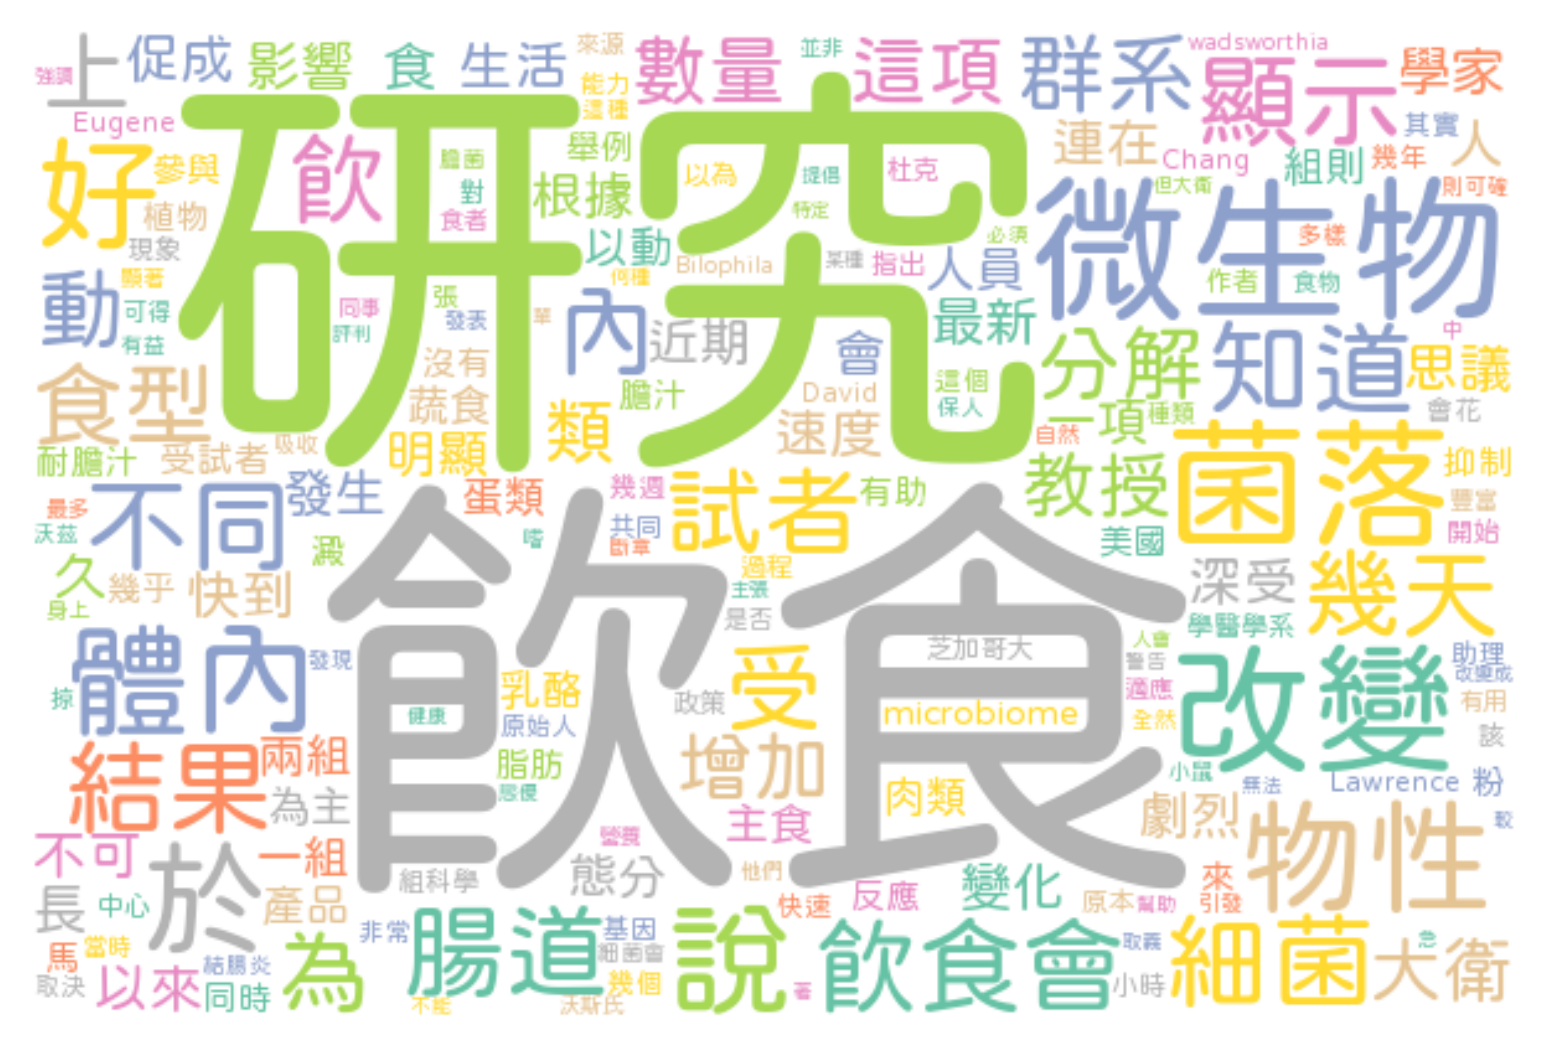 上
促成
影響
食
生活
來源
數量
並非
這項
群系
wadsworthia
顯示
學家
強調
能力
這種
Eugene
研究
好
參與
飲
膽菌
舉例
連在
Chang
組則
其實
幾年
人
植物
對
根據
以為
提倡
杜克
但大衛
則可確
現象
食者
特定
微生物
以動
必須
多樣
動
顯著
何種
Bilophila
某種
指出
人員
作者
食物
可得
同事
張
有益
評判
發表
單
內
近期
會
最新
中
食型
沒有
分解
知道
思議
蔬食
膽汁
David
這個
保人
一項
種類
會花
耐膽汁
受試者
吸收
明顯
類
速度
自然
菌落
抑制
最多
不同
發生
蛋類
幾週
試者
有助
教授
豐富
沃茲
澱
嗜
共同
斷章
美國
開始
久
幾乎
快到
過程
深受
幾天
身上
主張
飲食
是否
學醫學系
體內
發現
芝加哥大
人會
警告
助理
改變成
掠
乳酪
受
健康
原始人
政策
microbiome
適應
全然
改變
有用
該
結果
兩組
脂肪
增加
小鼠
為主
肉類
無法
Lawrence
粉
主食
劇烈
物性
較
不可
一組
營養
於
組科學
態分
他們
變化
長
中心
產品
快速
反應
原本
幫助
來
引發
馬
當時
非常
腸道
基因
說
飲食會
取義
細菌
大衛
取決
以來
結腸炎
同時
為
細菌會
幾個
著
小時
不能
沃斯氏